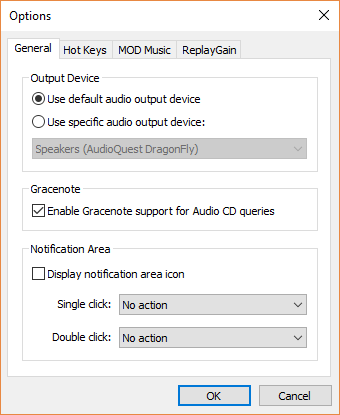 Options
General Hot Keys MOD Music ReplayGain
Output Device
Use default audio output device
Use specific audio output device:
Speakers (AudioQuest DragonFly)
Gracenote
Enable Gracenote support for Audio CD queries
Notification Area
Display notification area icon
Single click: No action
Double click: No action
OK Cancel